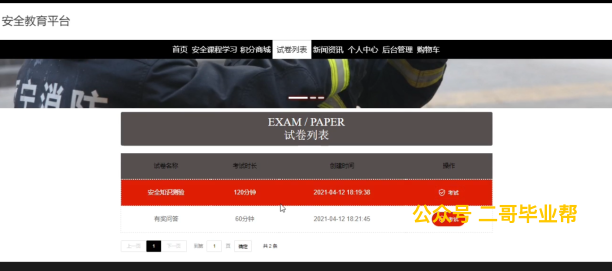 安全教育平台
首页 安全课程学习 积分商城 试卷列表 新闻资讯 个人中心 后台管理 购物车
宁消防
EXAM / PAPER
试卷列表
试卷名称 考试时长 创建时间 操作
安全知识测验 120分钟 2021-04-12 18:19:38 考试
有奖问答 60分钟 2021-04-12 18:21:45 考试
公众号 二哥毕业帮
上一页 1 下一页 到第 1 页 确定 共 2 条